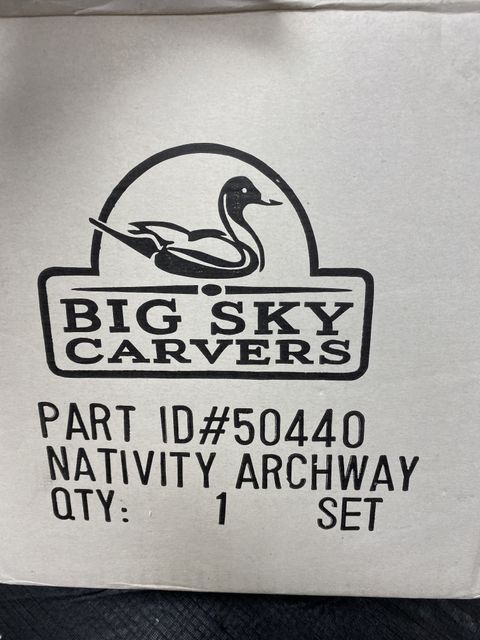 BIG SKY
CARVERS
PART ID#50440
NATIVITY ARCHWAY
QTY: 1 SET